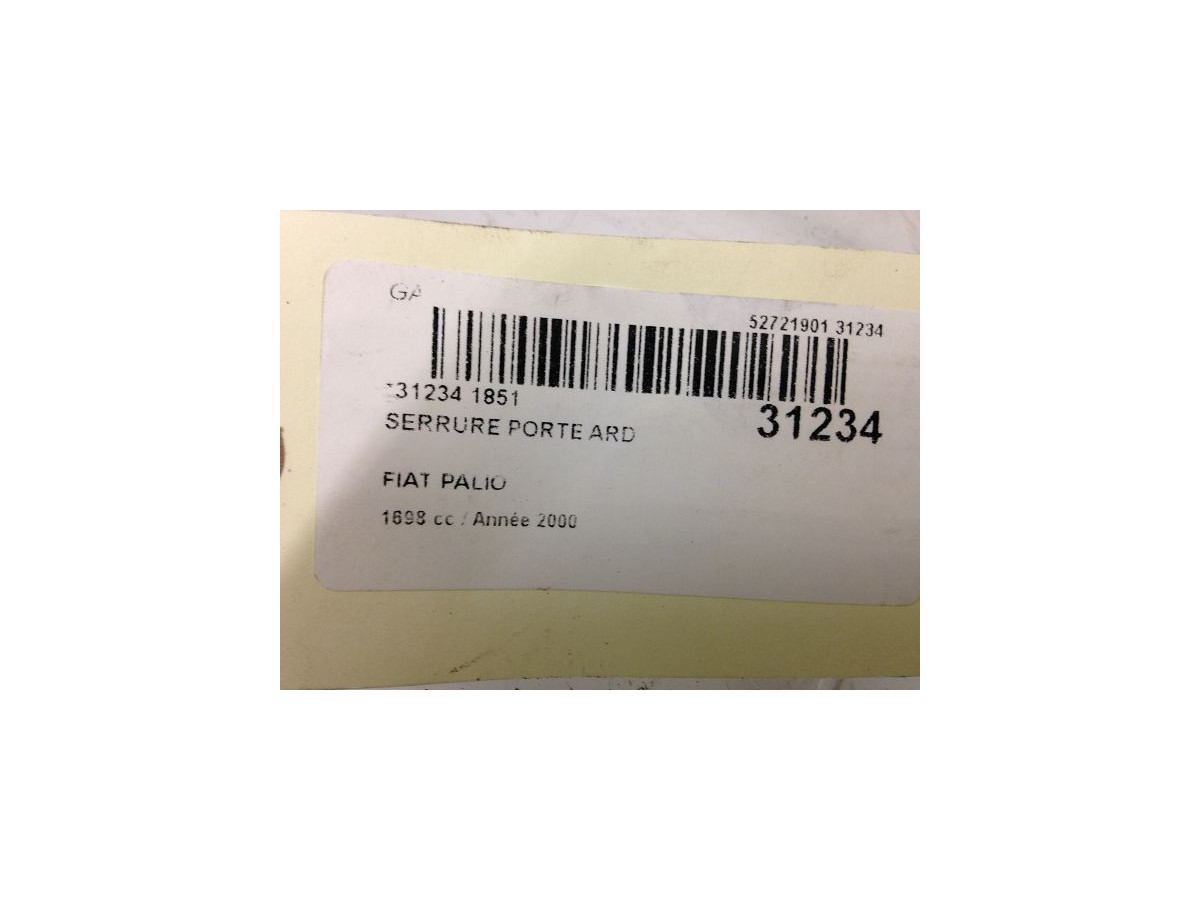 GA
52721901 31234
*31234 1851
31234
SERRURE PORTE ARD
FIAT PALIO
1698 cc / Année 2000